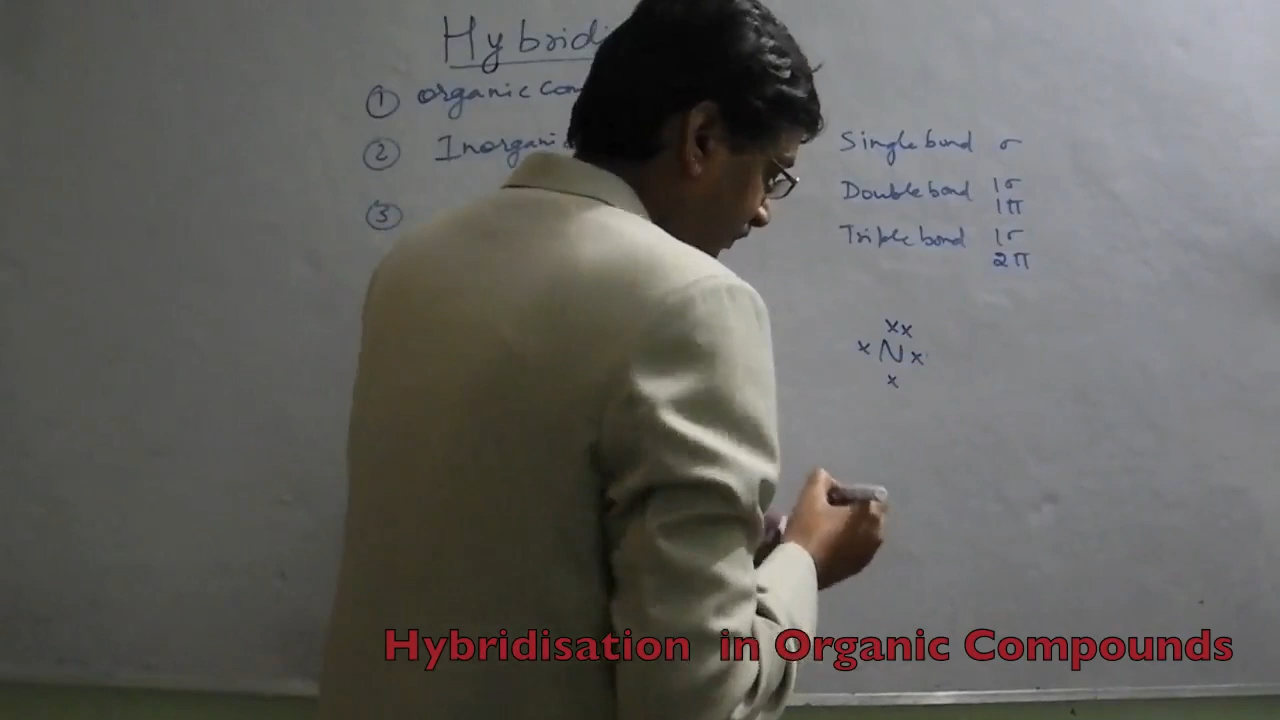 Hybridi
① organic com
② Inorgani
③
Single bond σ
Double bond 1σ
1π
Triple bond 1σ
2π
xx
x N x
x
Hybridisation in Organic Compounds